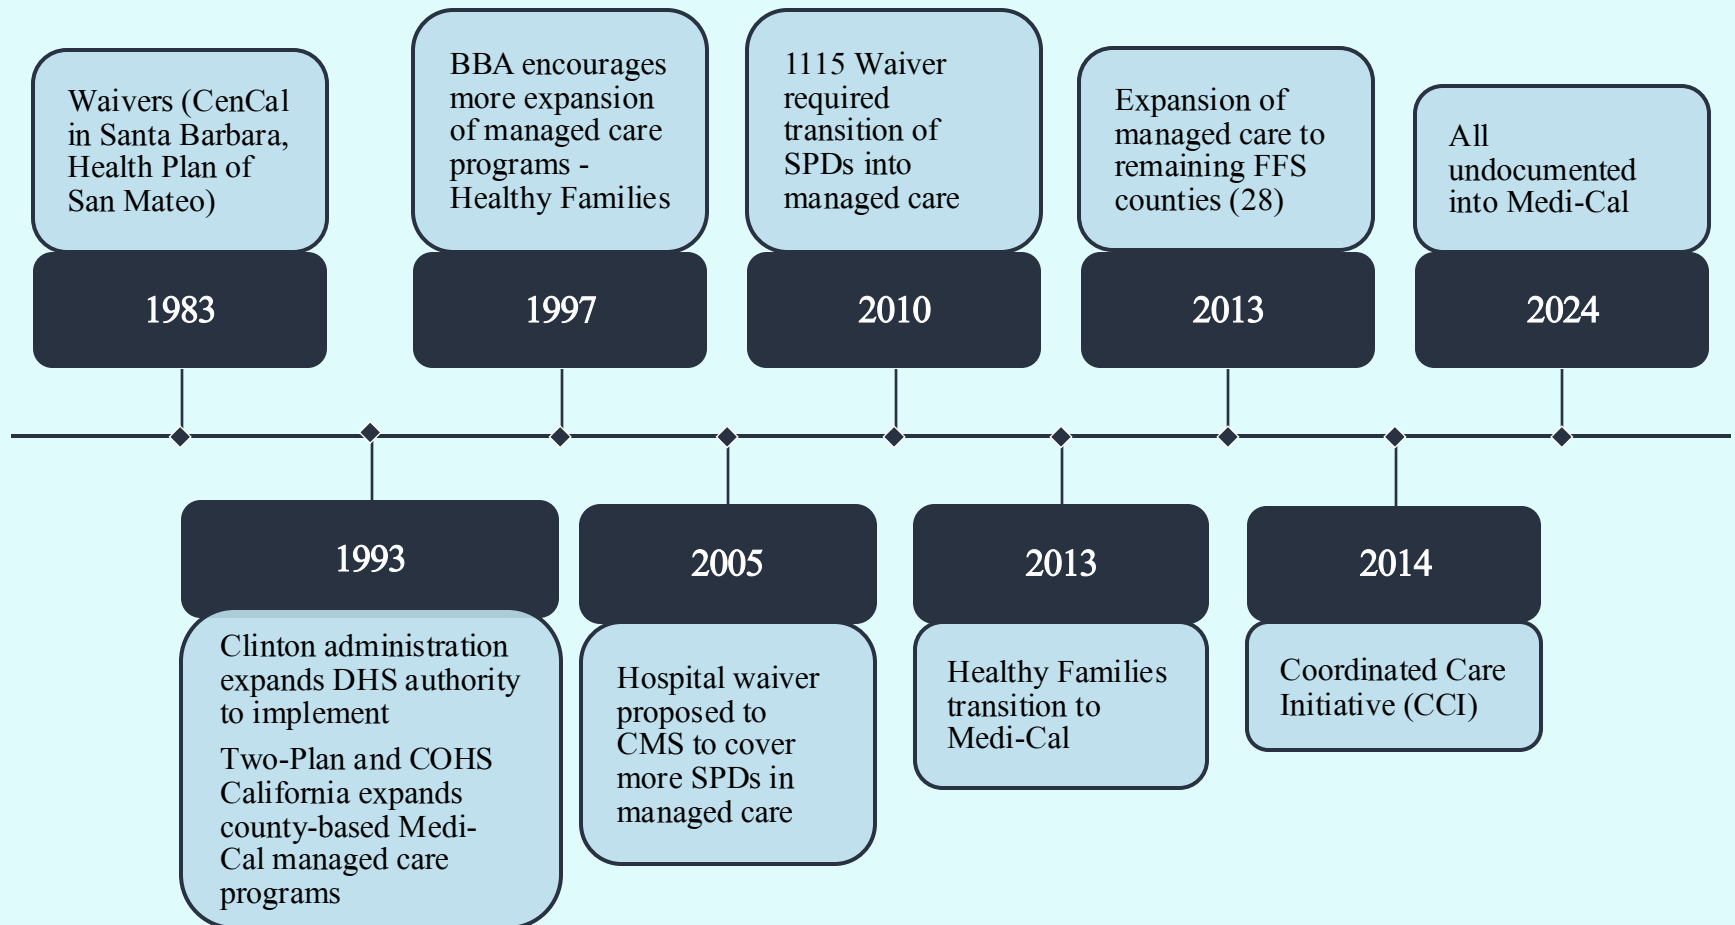 Waivers (CenCal
in Santa Barbara,
Health Plan of
San Mateo)
1983
Clinton administration
expands DHS authority
to implement
Two-Plan and COHS
California expands
county-based Medi-
Cal managed care
programs
1993
BBA encourages
more expansion
of managed care
programs -
Healthy Families
1997
2005
Hospital waiver
proposed to
CMS to cover
more SPDs in
managed care
1115 Waiver
required
transition of
SPDs into
managed care
2010
2013
Healthy Families
transition to
Medi-Cal
Expansion of
managed care to
remaining FFS
counties (28)
2013
2014
Coordinated Care
Initiative (CCI)
All
undocumented
into Medi-Cal
2024